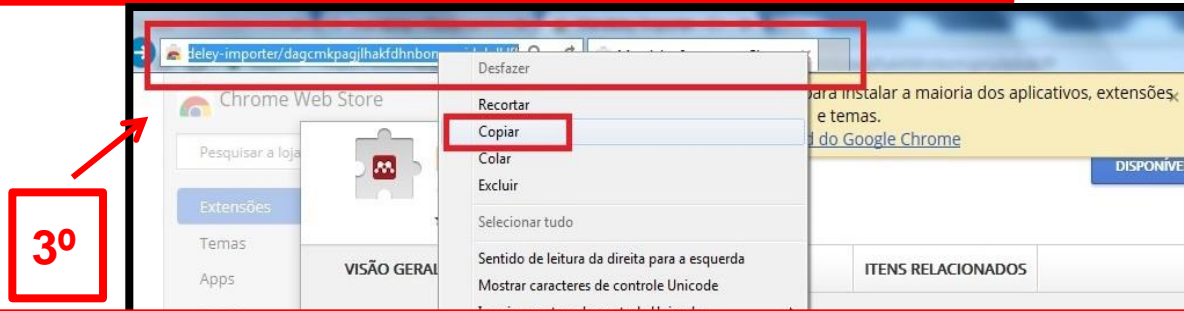 deley-importer/dagcmkpagjlhakfdhnbon
Desfazer
Chrome Web Store
para instalar a maioria dos aplicativos, extensões x
Recortar
e temas.
Copiar
do Google Chrome
Pesquisar a loja
Colar
DISPONÍVE
Excluir
Extensões
Selecionar tudo
3º
Temas
Sentido de leitura da direita para a esquerda
VISÃO GERAL
ITENS RELACIONADOS
Apps
Mostrar caracteres de controle Unicode